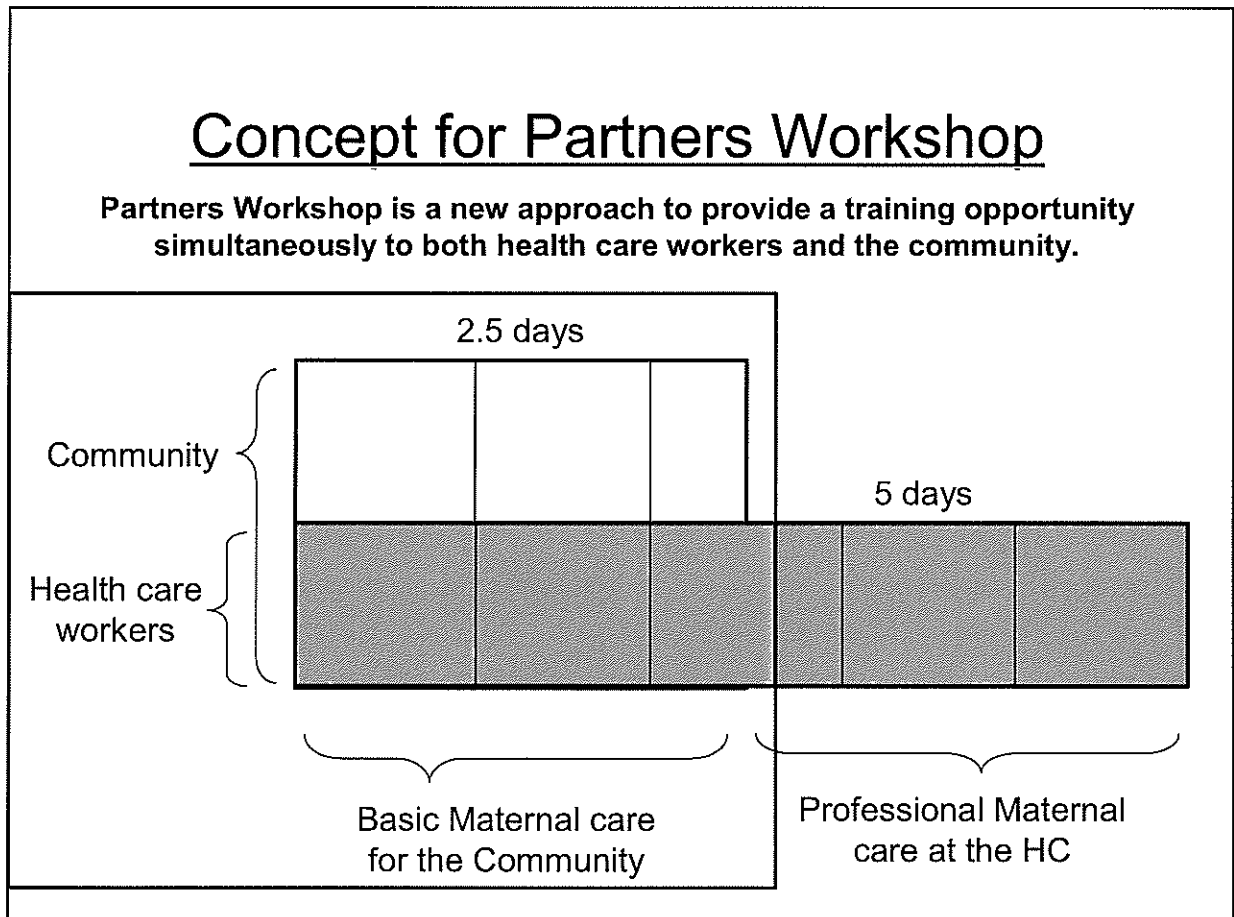 Concept for Partners Workshop
Partners Workshop is a new approach to provide a training opportunity
simultaneously to both health care workers and the community.
2.5 days
Community
5 days
Health care
workers
Basic Maternal care
for the Community
Professional Maternal
care at the HC